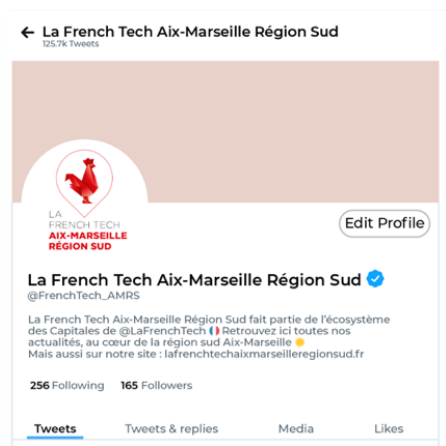 ← La French Tech Aix-Marseille Région Sud
125.7k Tweets
LA
FRENCH TECH
AIX-MARSEILLE
RÉGION SUD
Edit Profile
La French Tech Aix-Marseille Région Sud
@FrenchTech_AMRS
La French Tech Aix-Marseille Région Sud fait partie de l'écosystème
des Capitales de @LaFrenchTech Retrouvez ici toutes nos
actualités, au cœur de la région sud Aix-Marseille
Mais aussi sur notre site : lafrenchtechaixmarseilleregionsud.fr
256 Following 165 Followers
Tweets Tweets & replies Media Likes